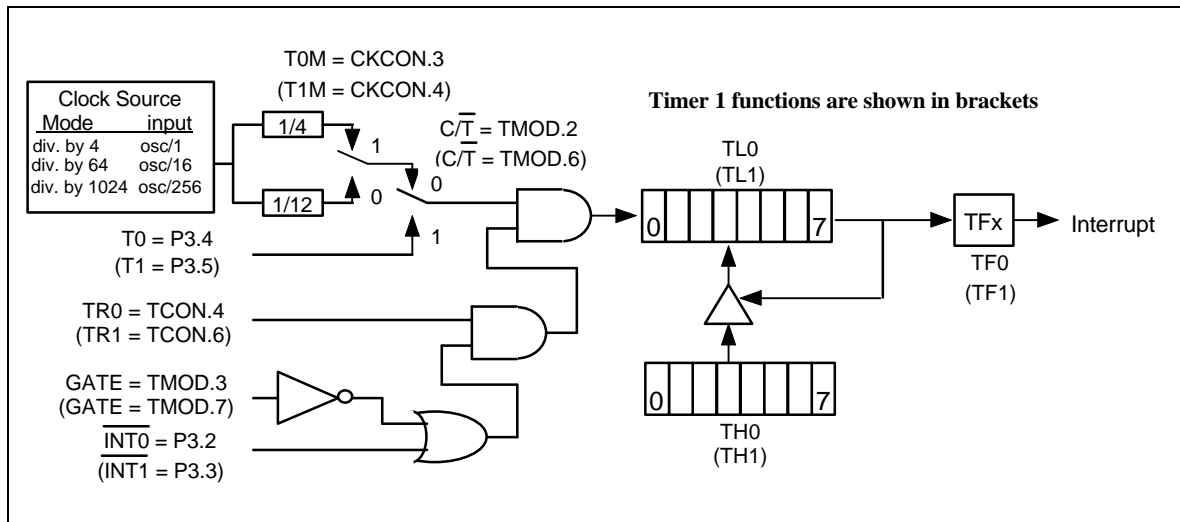 T0M = CKCON.3
(T1M = CKCON.4)
Timer 1 functions are shown in brackets
Clock Source
Mode input
div. by 4 osc/1
div. by 64 osc/16
div. by 1024 osc/256
1/4
1
0
1/12
C/T̅ = TMOD.2
(C/T̅ = TMOD.6)
0
1
T0 = P3.4
(T1 = P3.5)
TL0
(TL1)
0 7
TFx
Interrupt
TF0
(TF1)
TR0 = TCON.4
(TR1 = TCON.6)
GATE = TMOD.3
(GATE = TMOD.7)
I̅N̅T̅0̅ = P3.2
(I̅N̅T̅1̅ = P3.3)
0 7
TH0
(TH1)